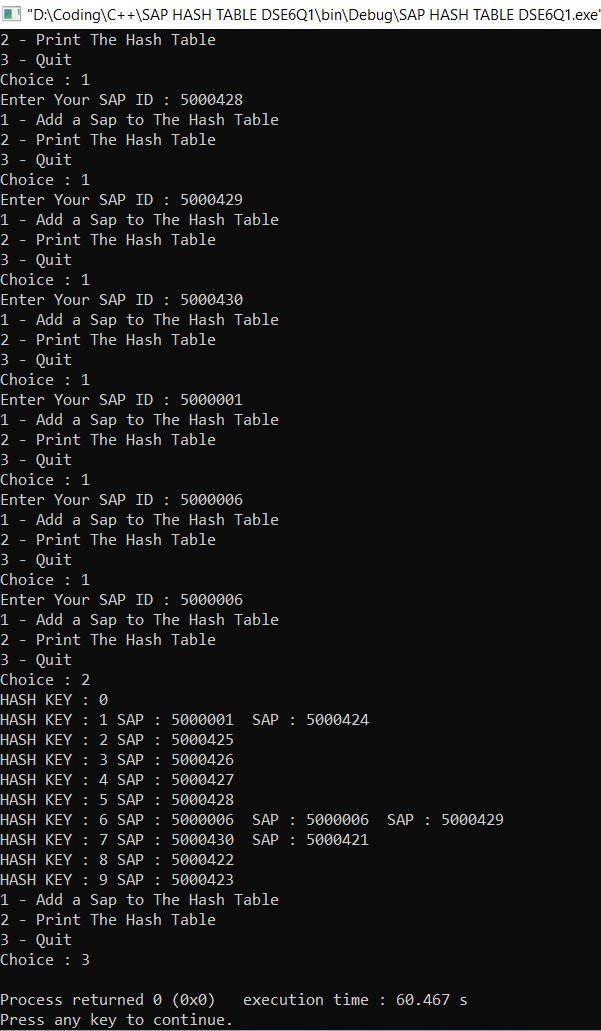 "D:\Coding\C++\SAP HASH TABLE DSE6Q1\bin\Debug\SAP HASH TABLE DSE6Q1.exe"
2 - Print The Hash Table
3 - Quit
Choice : 1
Enter Your SAP ID : 5000428
1 - Add a Sap to The Hash Table
2 - Print The Hash Table
3 - Quit
Choice : 1
Enter Your SAP ID : 5000429
1 - Add a Sap to The Hash Table
2 - Print The Hash Table
3 - Quit
Choice : 1
Enter Your SAP ID : 5000430
1 - Add a Sap to The Hash Table
2 - Print The Hash Table
3 - Quit
Choice : 1
Enter Your SAP ID : 5000001
1 - Add a Sap to The Hash Table
2 - Print The Hash Table
3 - Quit
Choice : 1
Enter Your SAP ID : 5000006
1 - Add a Sap to The Hash Table
2 - Print The Hash Table
3 - Quit
Choice : 1
Enter Your SAP ID : 5000006
1 - Add a Sap to The Hash Table
2 - Print The Hash Table
3 - Quit
Choice : 2
HASH KEY : 0
HASH KEY : 1 SAP : 5000001  SAP : 5000424
HASH KEY : 2 SAP : 5000425
HASH KEY : 3 SAP : 5000426
HASH KEY : 4 SAP : 5000427
HASH KEY : 5 SAP : 5000428
HASH KEY : 6 SAP : 5000006  SAP : 5000006  SAP : 5000429
HASH KEY : 7 SAP : 5000430  SAP : 5000421
HASH KEY : 8 SAP : 5000422
HASH KEY : 9 SAP : 5000423
1 - Add a Sap to The Hash Table
2 - Print The Hash Table
3 - Quit
Choice : 3
Process returned 0 (0x0)   execution time : 60.467 s
Press any key to continue.